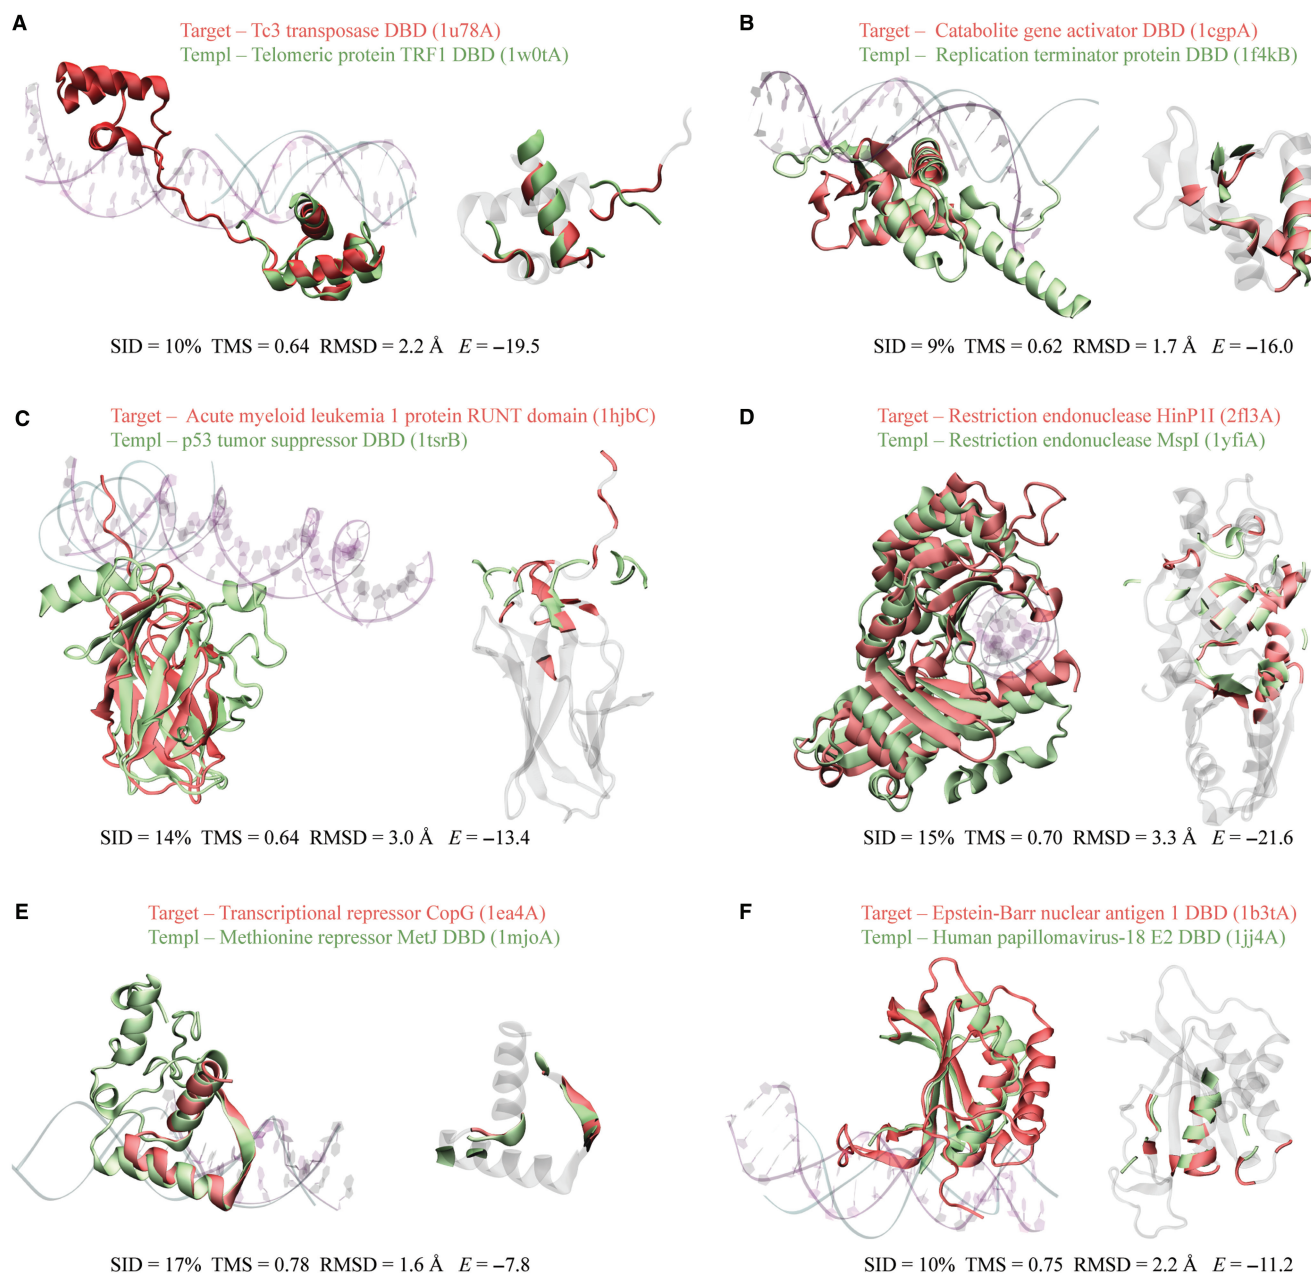 A
Target – Tc3 transposase DBD (1u78A)
Templ – Telomeric protein TRF1 DBD (1w0tA)
SID = 10% TMS = 0.64 RMSD = 2.2 Å E = –19.5
B
Target – Catabolite gene activator DBD (1cgpA)
Templ – Replication terminator protein DBD (1f4kB)
SID = 9% TMS = 0.62 RMSD = 1.7 Å E = –16.0
C
Target – Acute myeloid leukemia 1 protein RUNT domain (1hjbC)
Templ – p53 tumor suppressor DBD (1tsrB)
SID = 14% TMS = 0.64 RMSD = 3.0 Å E = –13.4
D
Target – Restriction endonuclease HinP1I (2fl3A)
Templ – Restriction endonuclease MspI (1yfiA)
SID = 15% TMS = 0.70 RMSD = 3.3 Å E = –21.6
E
Target – Transcriptional repressor CopG (1ea4A)
Templ – Methionine repressor MetJ DBD (1mjoA)
SID = 17% TMS = 0.78 RMSD = 1.6 Å E = –7.8
F
Target – Epstein-Barr nuclear antigen 1 DBD (1b3tA)
Templ – Human papillomavirus-18 E2 DBD (1jj4A)
SID = 10% TMS = 0.75 RMSD = 2.2 Å E = –11.2